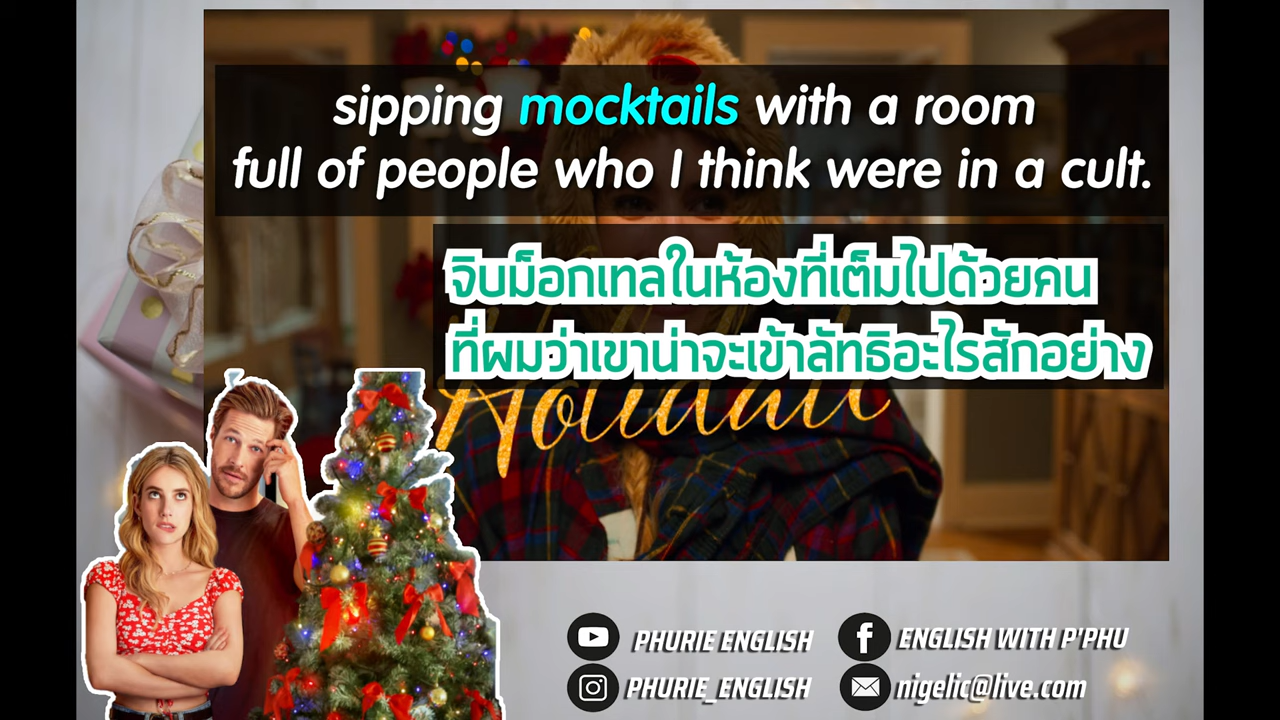 sipping mocktails with a room
full of people who I think were in a cult.
จิบม็อกเทลในห้องที่เต็มไปด้วยคน
ที่ผมว่าเขาน่าจะเข้าลัทธิอะไรสักอย่าง
Holidate
PHURIE ENGLISH
ENGLISH WITH P'PHU
PHURIE_ENGLISH
nigelic@live.com